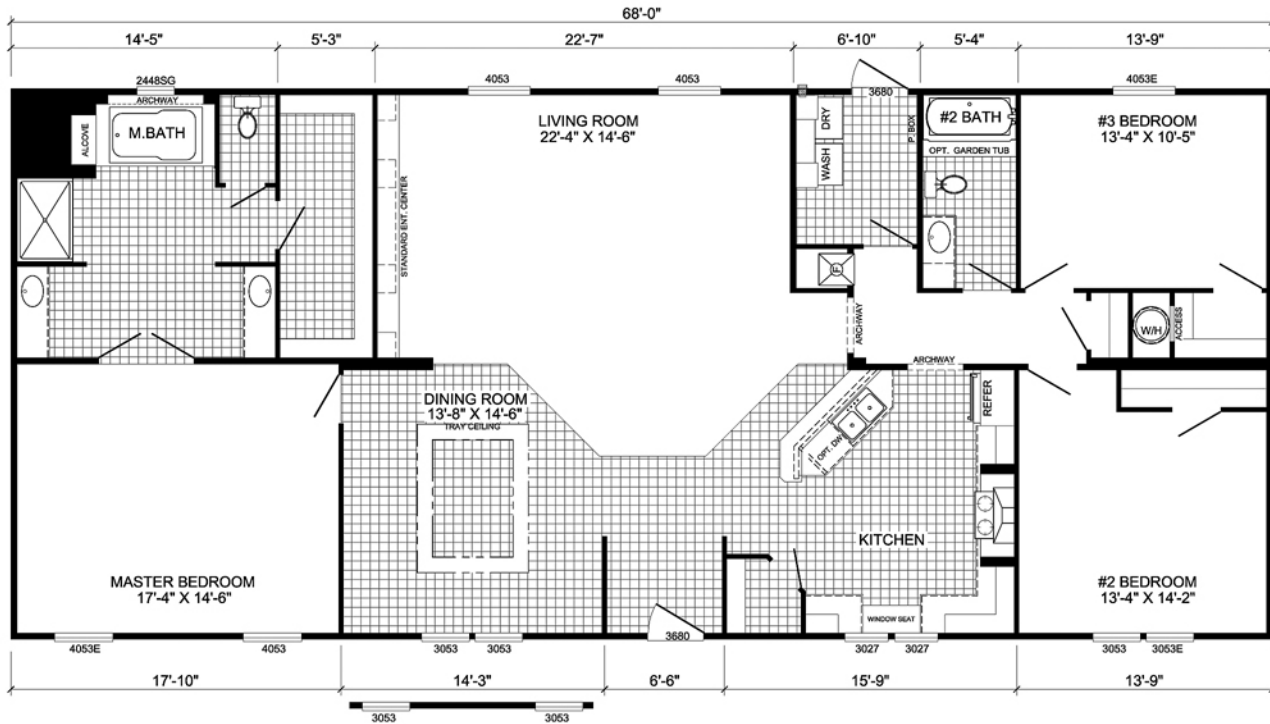 68'-0"
14'-5"
5'-3"
22'-7"
6'-10"
5'-4"
13'-9"
2448SG
4053
4053
3680
4053E
ARCHWAY
M.BATH
ALCOVE
LIVING ROOM
22'-4" X 14'-6"
STANDARD ENT. CENTER
DRY
WASH
P. BOX
#2 BATH
OPT. GARDEN TUB
#3 BEDROOM
13'-4" X 10'-5"
F
ARCHWAY
W/H
ACCESS
ARCHWAY
DINING ROOM
13'-8" X 14'-6"
TRAY CEILING
OPT. DW
REFER
KITCHEN
MASTER BEDROOM
17'-4" X 14'-6"
#2 BEDROOM
13'-4" X 14'-2"
WINDOW SEAT
4053E
4053
3053
3053
3680
3027
3027
3053
3053E
17'-10"
14'-3"
6'-6"
15'-9"
13'-9"
3053
3053